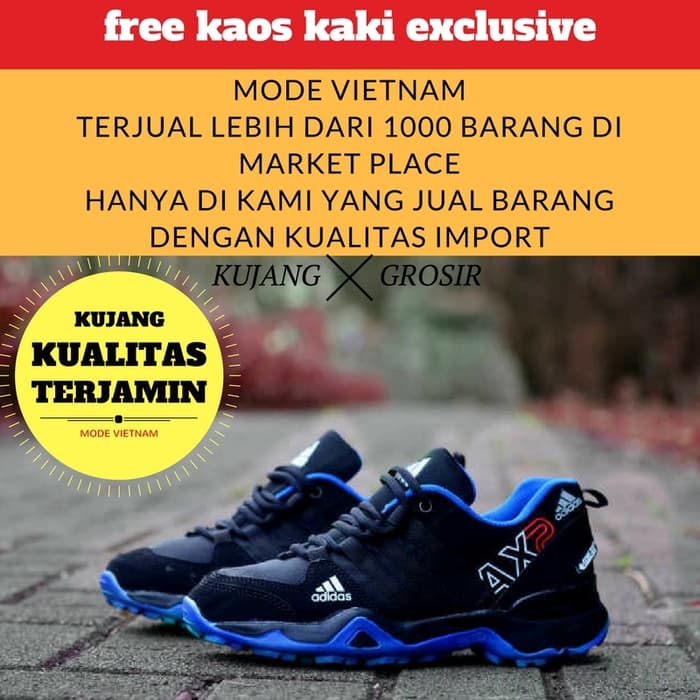 free kaos kaki exclusive
MODE VIETNAM
TERJUAL LEBIH DARI 1000 BARANG DI
MARKET PLACE
HANYA DI KAMI YANG JUAL BARANG
DENGAN KUALITAS IMPORT
KUJANG GROSIR
KUJANG
KUALITAS
TERJAMIN
MODE VIETNAM
adidas
AX2
adidas